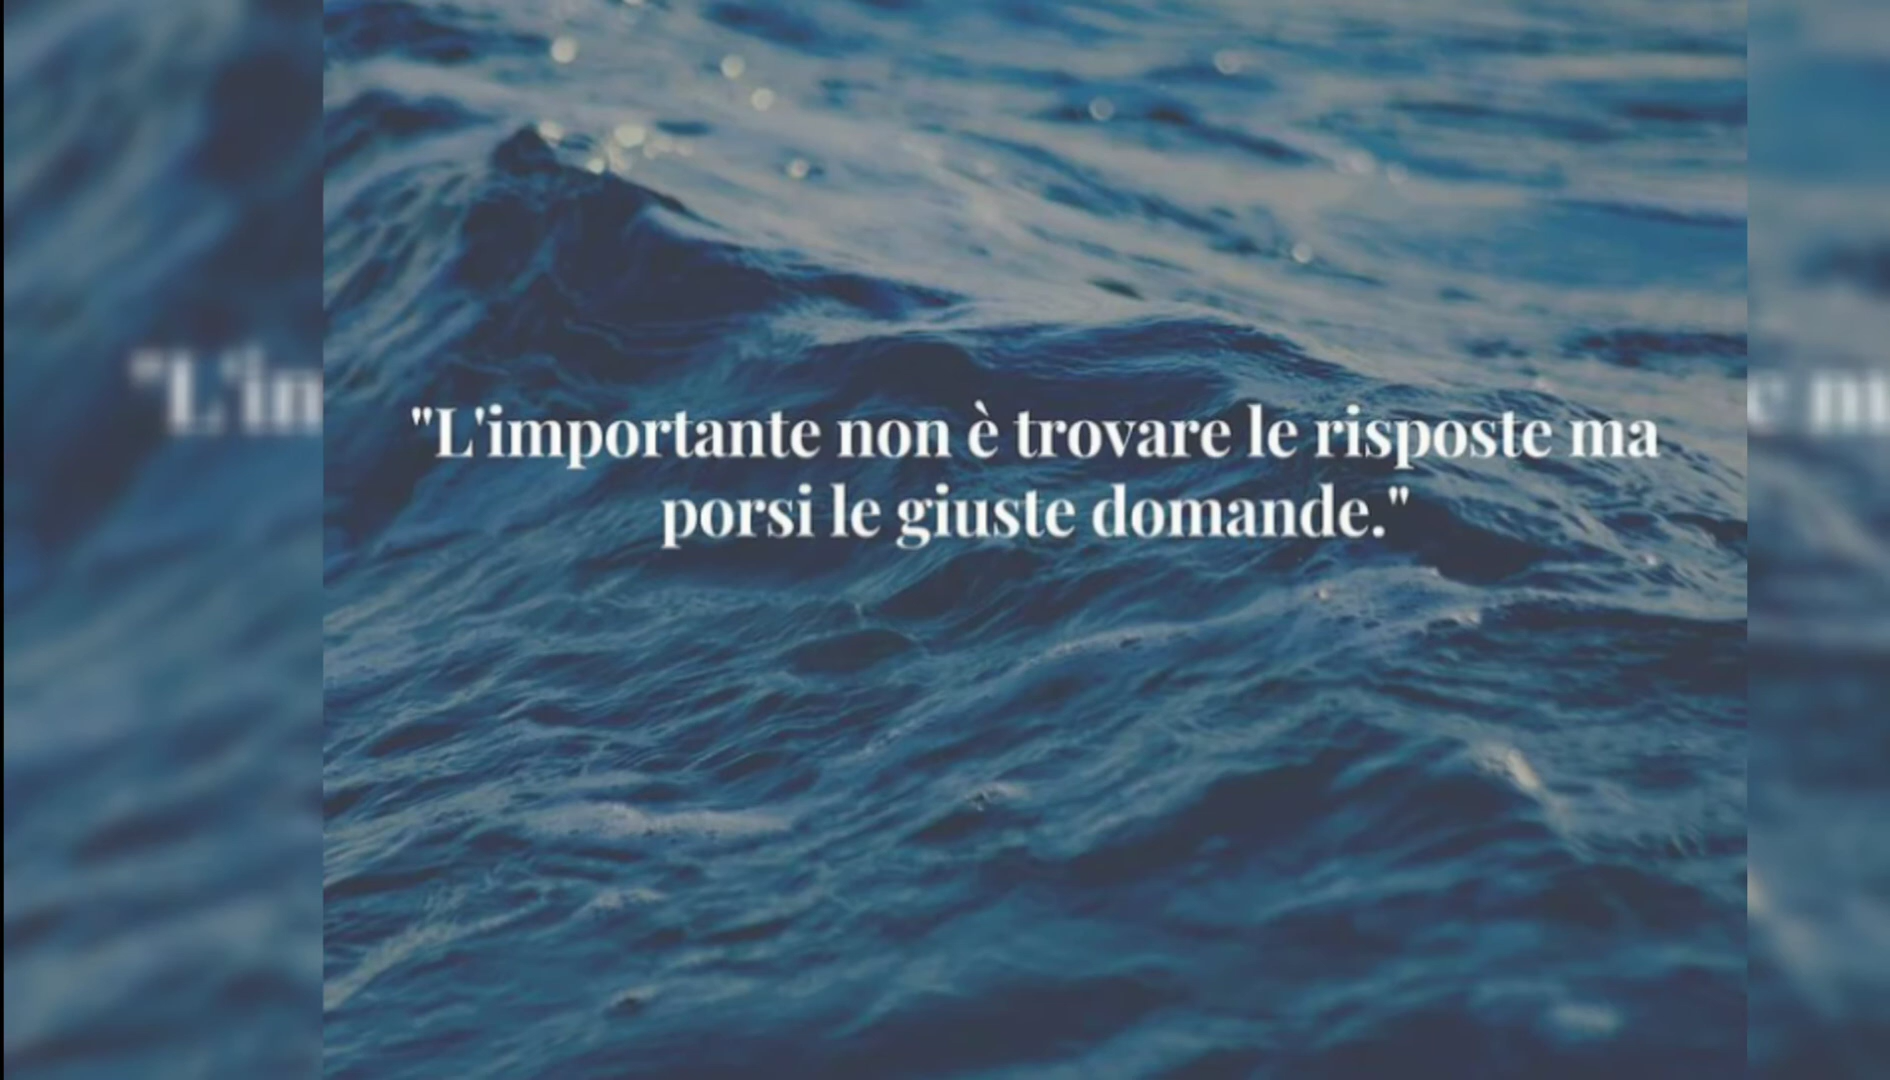 "L'importante non è trovare le risposte ma
porsi le giuste domande."